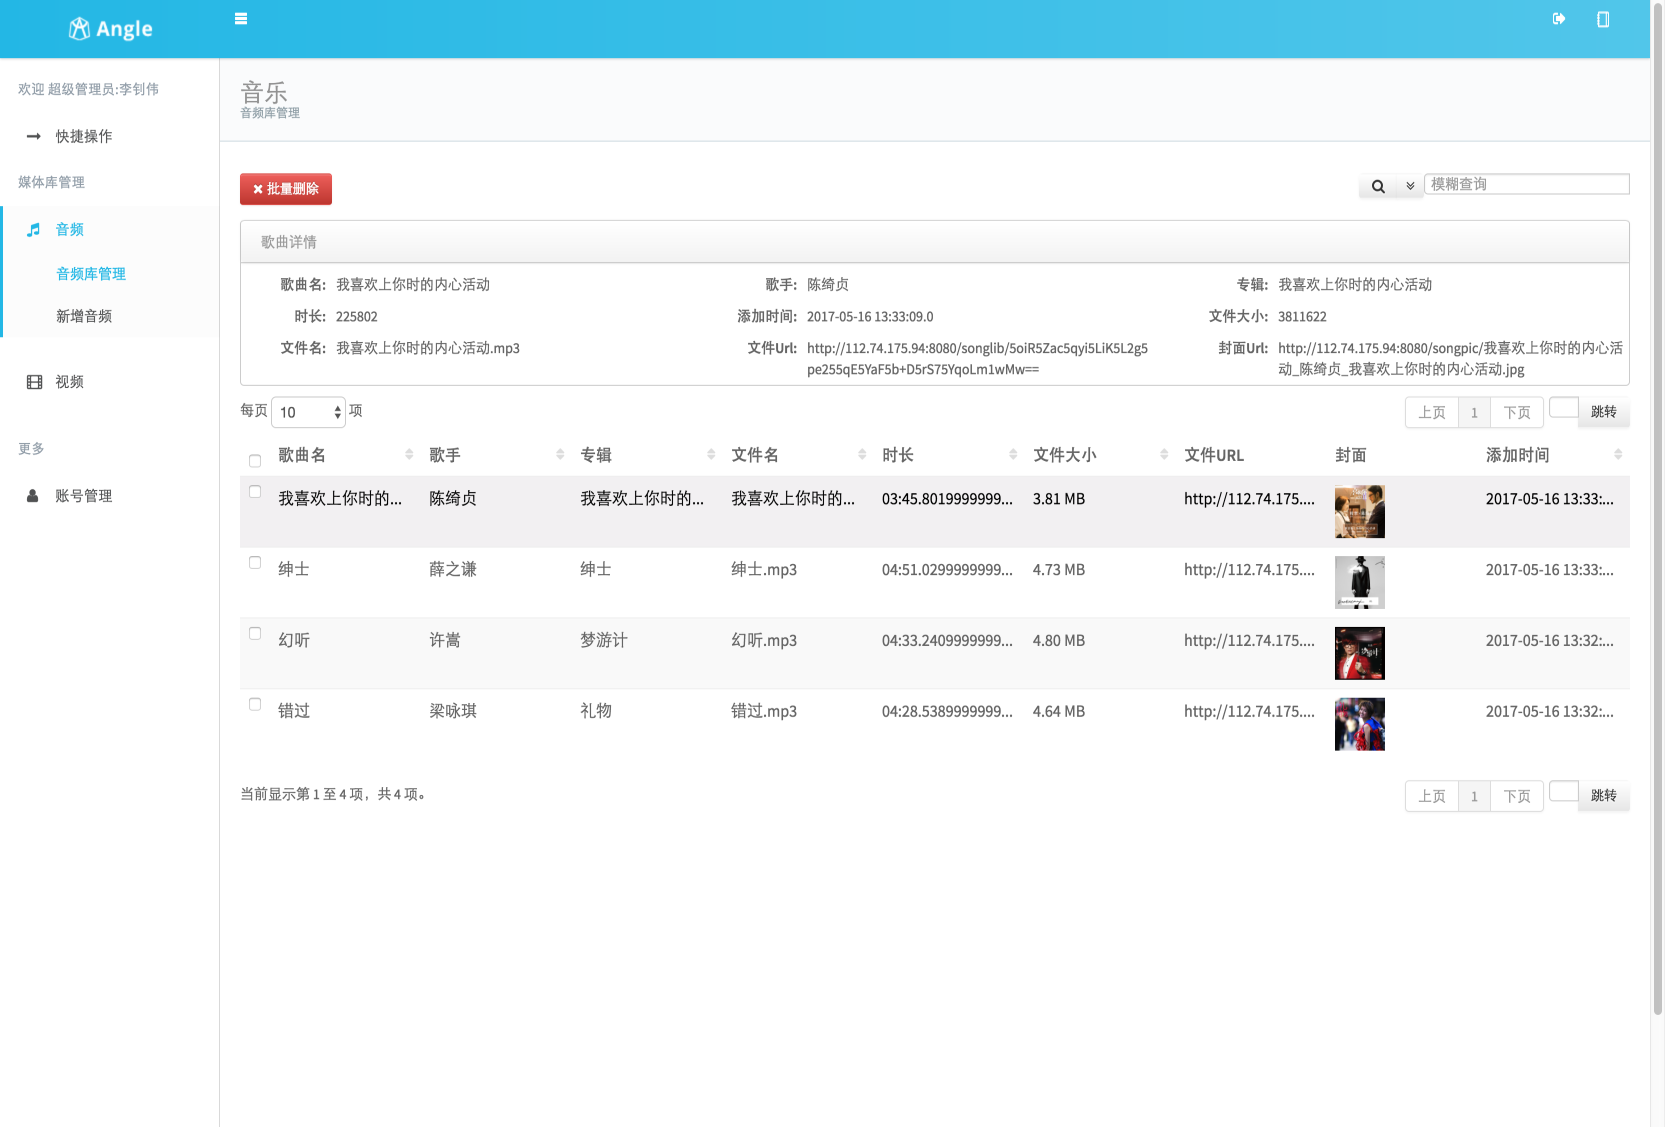 Angle
欢迎 超级管理员:李钊伟
快捷操作
媒体库管理
音频
音频库管理
新增音频
视频
更多
账号管理
音乐
音频库管理
批量删除
模糊查询
歌曲详情
歌曲名: 我喜欢上你时的内心活动 歌手: 陈绮贞 专辑: 我喜欢上你时的内心活动
时长: 225802 添加时间: 2017-05-16 13:33:09.0 文件大小: 3811622
文件名: 我喜欢上你时的内心活动.mp3 文件Url: http://112.74.175.94:8080/songlib/5oiR5Zac5qyi5LiK5L2g5 封面Url: http://112.74.175.94:8080/songpic/我喜欢上你时的内心活
pe255qE5YaF5b+D5rS75YqoLm1wMw== 动_陈绮贞_我喜欢上你时的内心活动.jpg
每页 10 项 上页 1 下页 跳转
歌曲名 歌手 专辑 文件名 时长 文件大小 文件URL 封面 添加时间
我喜欢上你时的... 陈绮贞 我喜欢上你时的... 我喜欢上你时的... 03:45.8019999999... 3.81 MB http://112.74.175.... 2017-05-16 13:33:...
绅士 薛之谦 绅士 绅士.mp3 04:51.0299999999... 4.73 MB http://112.74.175.... 2017-05-16 13:33:...
幻听 许嵩 梦游计 幻听.mp3 04:33.2409999999... 4.80 MB http://112.74.175.... 2017-05-16 13:32:...
错过 梁咏琪 礼物 错过.mp3 04:28.5389999999... 4.64 MB http://112.74.175.... 2017-05-16 13:32:...
当前显示第 1 至 4 项，共 4 项。 上页 1 下页 跳转